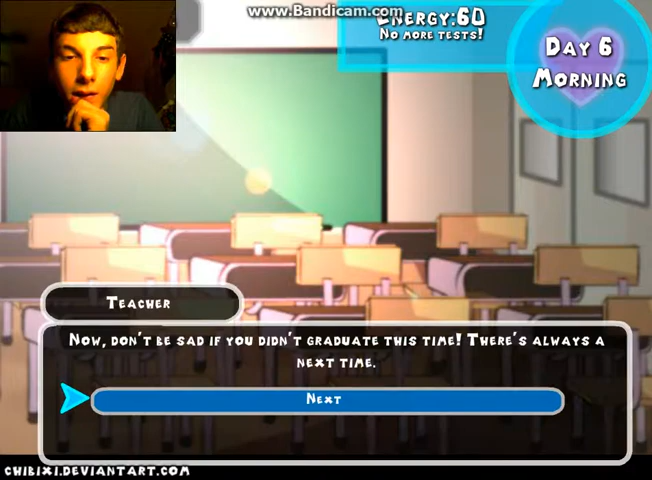 www.Bandicam.com
ENERGY:60
NO MORE TESTS!
DAY 6
MORNING
TEACHER
NOW, DON'T BE SAD IF YOU DIDN'T GRADUATE THIS TIME! THERE'S ALWAYS A
NEXT TIME.
NEXT
CHIBIXI.DEVIANTART.COM